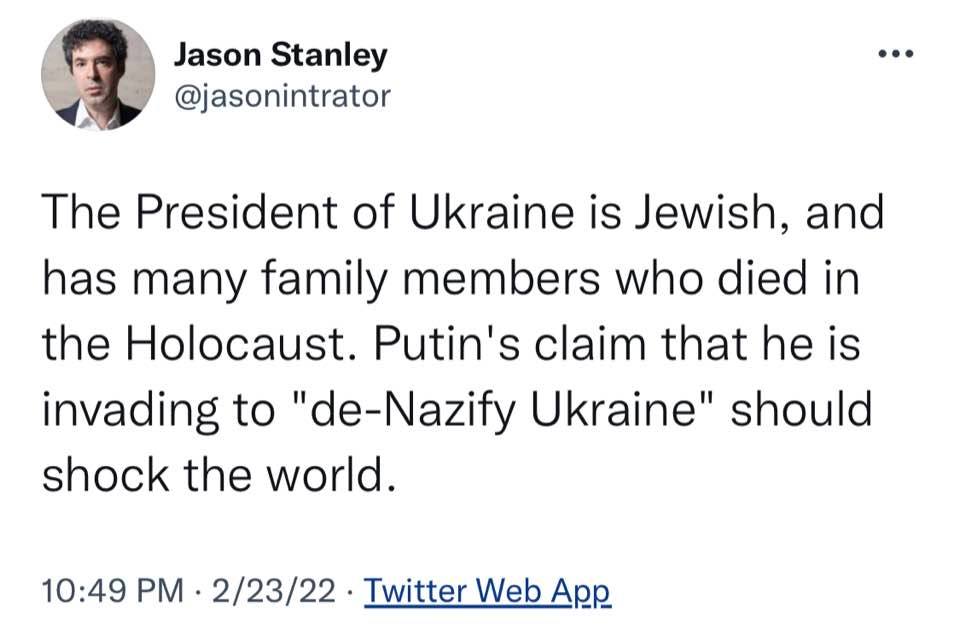 Jason Stanley
@jasonintrator
The President of Ukraine is Jewish, and
has many family members who died in
the Holocaust. Putin's claim that he is
invading to "de-Nazify Ukraine" should
shock the world.
10:49 PM · 2/23/22 · Twitter Web App